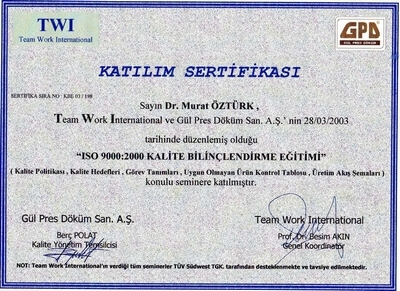 TWI
Team Work International
GPD
GÜL PRES DÖKÜM
KATILIM SERTİFİKASI
SERTİFİKA SIRA NO : KBE 03 / 198
Sayın Dr. Murat ÖZTÜRK ,
Team Work International ve Gül Pres Döküm San. A.Ş.' nin 28/03/2003
tarihinde düzenlemiş olduğu
“ISO 9000:2000 KALİTE BİLİNÇLENDİRME EĞİTİMİ”
( Kalite Politikası , Kalite Hedefleri , Görev Tanımları , Uygun Olmayan Ürün Kontrol Tablosu , Üretim Akış Şemaları )
konulu seminere katılmıştır.
Gül Pres Döküm San. A.Ş.
Team Work International
Berç POLAT
Prof. Dr. Besim AKIN
Kalite Yönetim Temsilcisi
Genel Koordinatör
NOT: Team Work International'ın verdiği tüm seminerler TÜV Südwest TGK. tarafından desteklenmekte ve tavsiye edilmektedir.